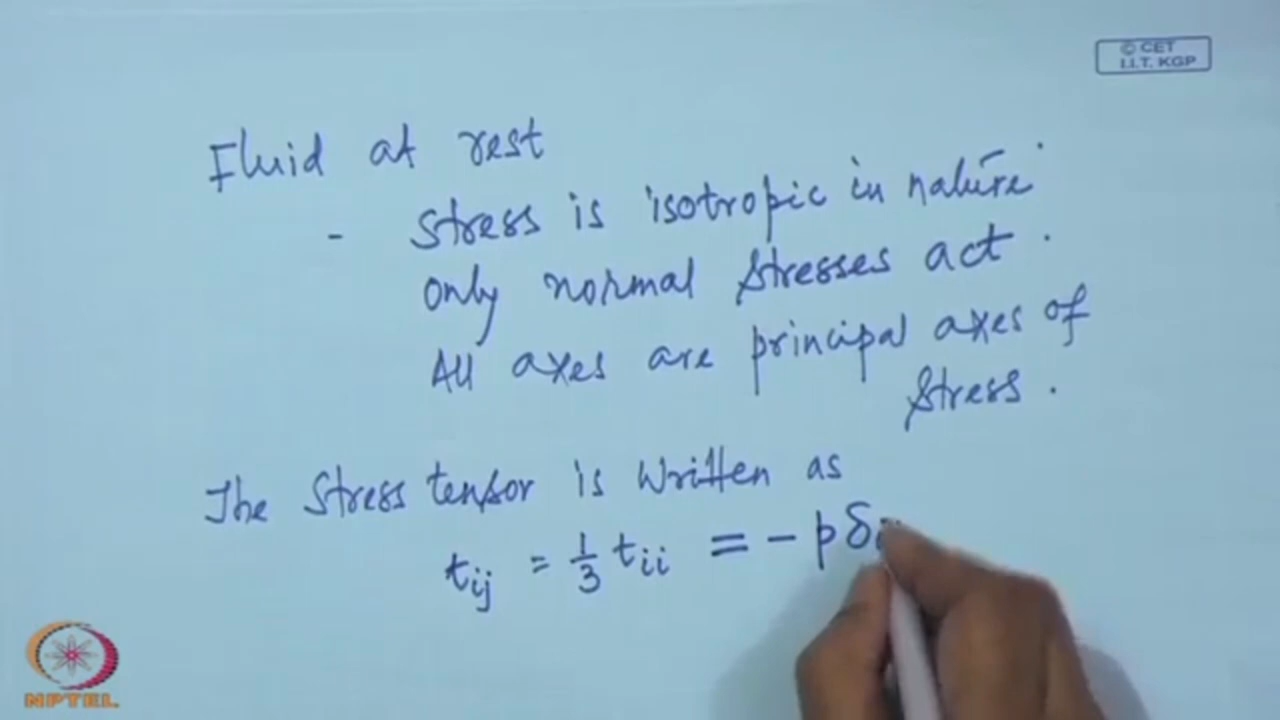 © CET
I.I.T. KGP
Fluid at rest
- Stress is isotropic in nature.
Only normal stresses act.
All axes are principal axes of
stress.
The stress tensor is written as
tij = 1/3 tii = - pδi
NPTEL